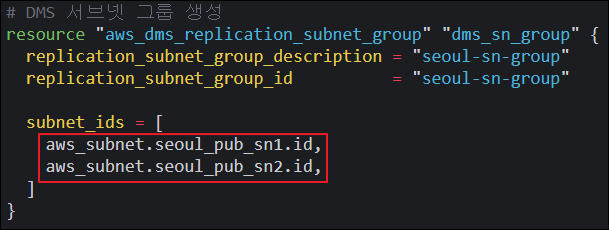 # DMS 서브넷 그룹 생성
resource "aws_dms_replication_subnet_group" "dms_sn_group" {
  replication_subnet_group_description = "seoul-sn-group"
  replication_subnet_group_id          = "seoul-sn-group"

  subnet_ids = [
    aws_subnet.seoul_pub_sn1.id,
    aws_subnet.seoul_pub_sn2.id,
  ]
}